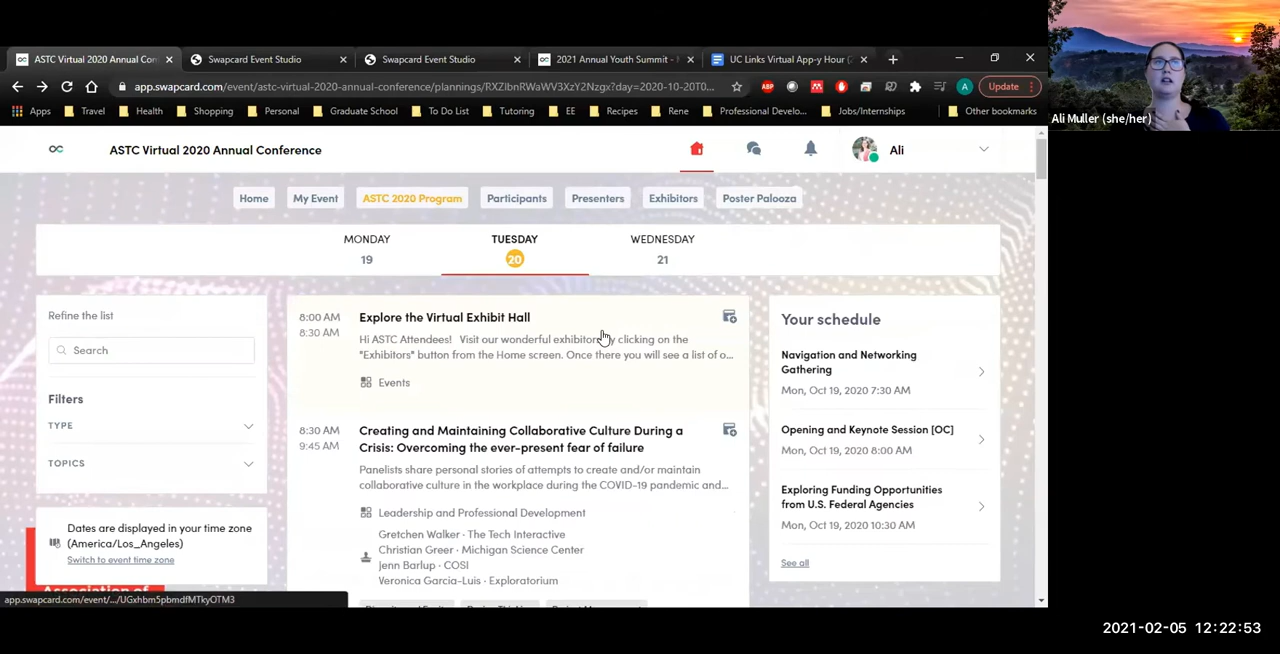 ASTC Virtual 2020 Annual Con
Swapcard Event Studio
Swapcard Event Studio
2021 Annual Youth Summit -
UC Links Virtual App-y Hour (2
app.swapcard.com/event/astc-virtual-2020-annual-conference/plannings/RXZlbnRWaWV3XzY2Nzgx?day=2020-10-20T0...
ABP
A
Update
Apps
Travel
Health
Shopping
Personal
Graduate School
To Do List
Tutoring
EE
Recipes
Rene
Professional Develo...
Jobs/Internships
Other bookmarks
Ali Muller (she/her)
ASTC Virtual 2020 Annual Conference
Ali
Home
My Event
ASTC 2020 Program
Participants
Presenters
Exhibitors
Poster Palooza
MONDAY
19
TUESDAY
20
WEDNESDAY
21
Refine the list
Search
Filters
TYPE
TOPICS
Dates are displayed in your time zone
(America/Los_Angeles)
Switch to event time zone
Association of
app.swapcard.com/event/.../UGxhbm5pbmdfMTkyOTM3
8:00 AM
8:30 AM
Explore the Virtual Exhibit Hall
Hi ASTC Attendees! Visit our wonderful exhibitors by clicking on the
"Exhibitors" button from the Home screen. Once there you will see a list of o...
Events
8:30 AM
9:45 AM
Creating and Maintaining Collaborative Culture During a
Crisis: Overcoming the ever-present fear of failure
Panelists share personal stories of attempts to create and/or maintain
collaborative culture in the workplace during the COVID-19 pandemic and...
Leadership and Professional Development
Gretchen Walker · The Tech Interactive
Christian Greer · Michigan Science Center
Jenn Barlup · COSI
Veronica Garcia-Luis · Exploratorium
Your schedule
Navigation and Networking
Gathering
Mon, Oct 19, 2020 7:30 AM
Opening and Keynote Session [OC]
Mon, Oct 19, 2020 8:00 AM
Exploring Funding Opportunities
from U.S. Federal Agencies
Mon, Oct 19, 2020 10:30 AM
See all
2021-02-05 12:22:53